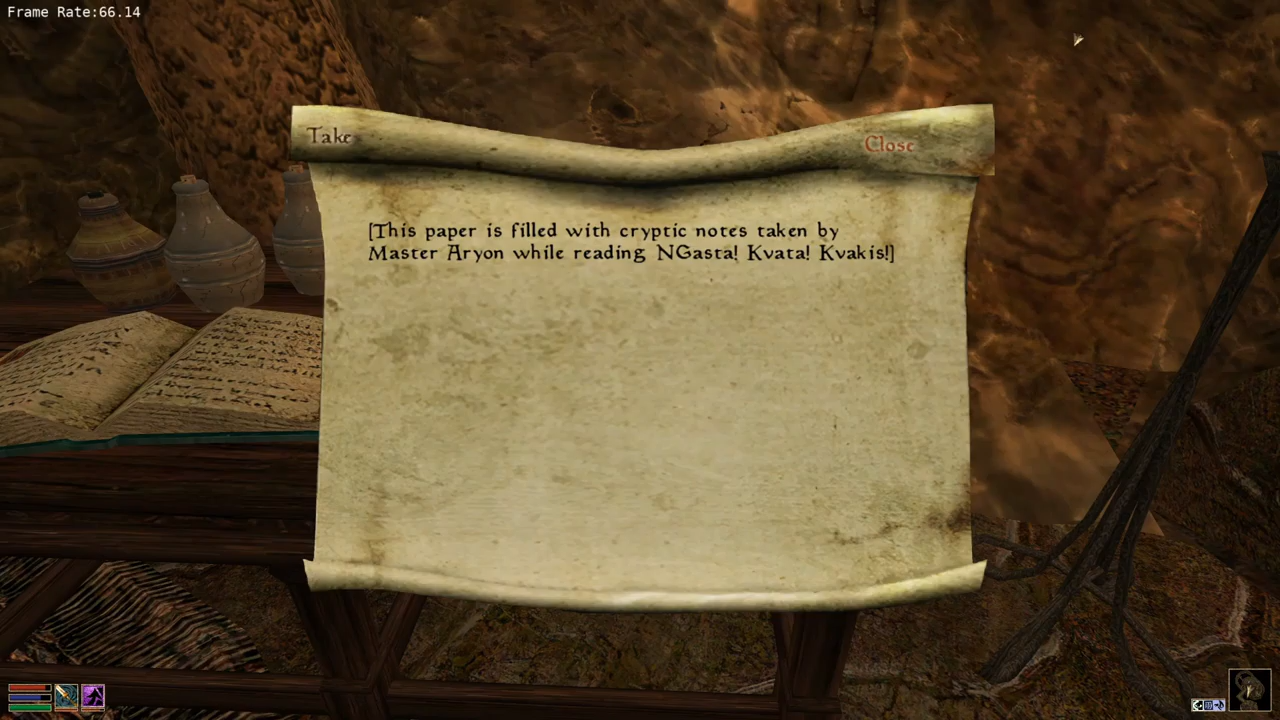 Frame Rate:66.14
Take
Close
[This paper is filled with cryptic notes taken by
Master Aryon while reading NGasta! Kvata! Kvakis!]